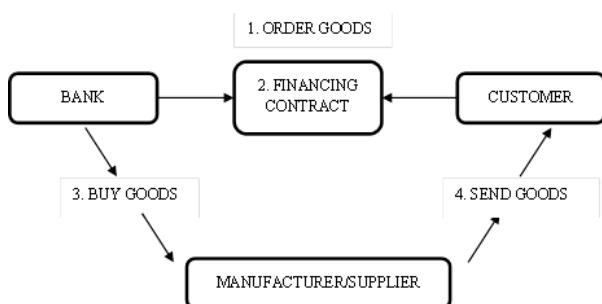 1. ORDER GOODS
BANK
2. FINANCING
CONTRACT
CUSTOMER
3. BUY GOODS
4. SEND GOODS
MANUFACTURER/SUPPLIER